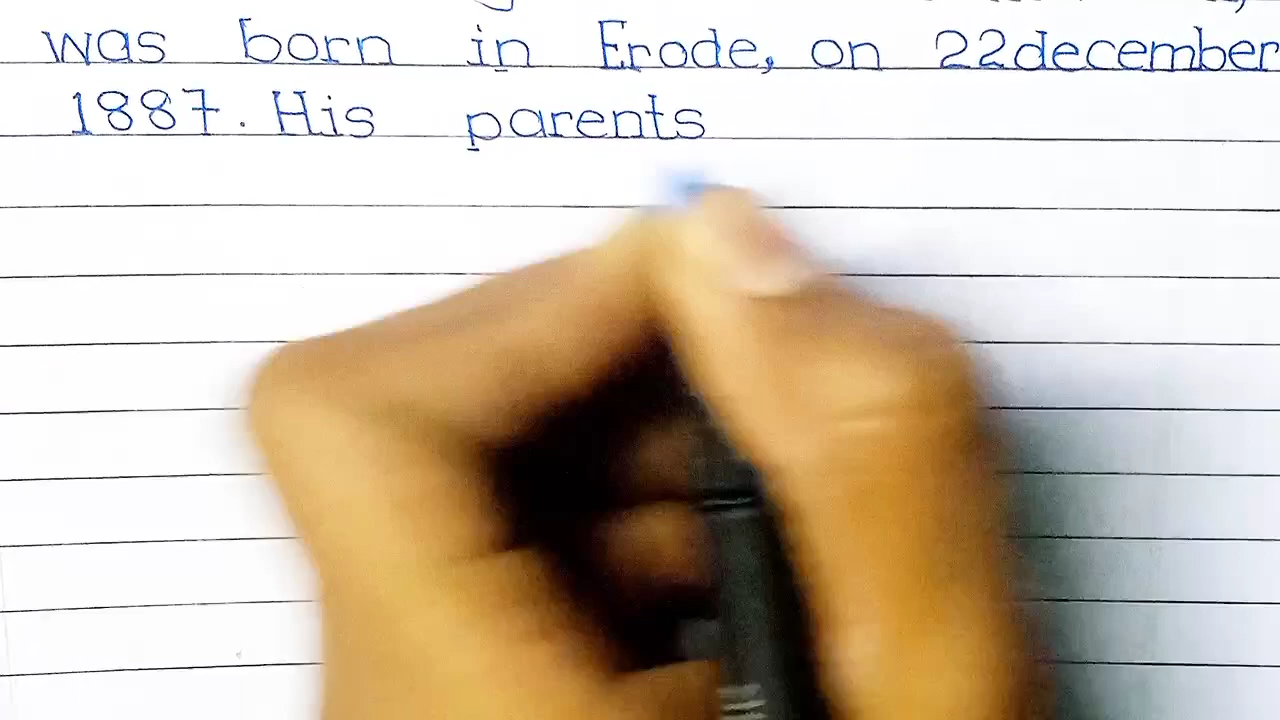 was born in Erode, on 22december
1887. His parents